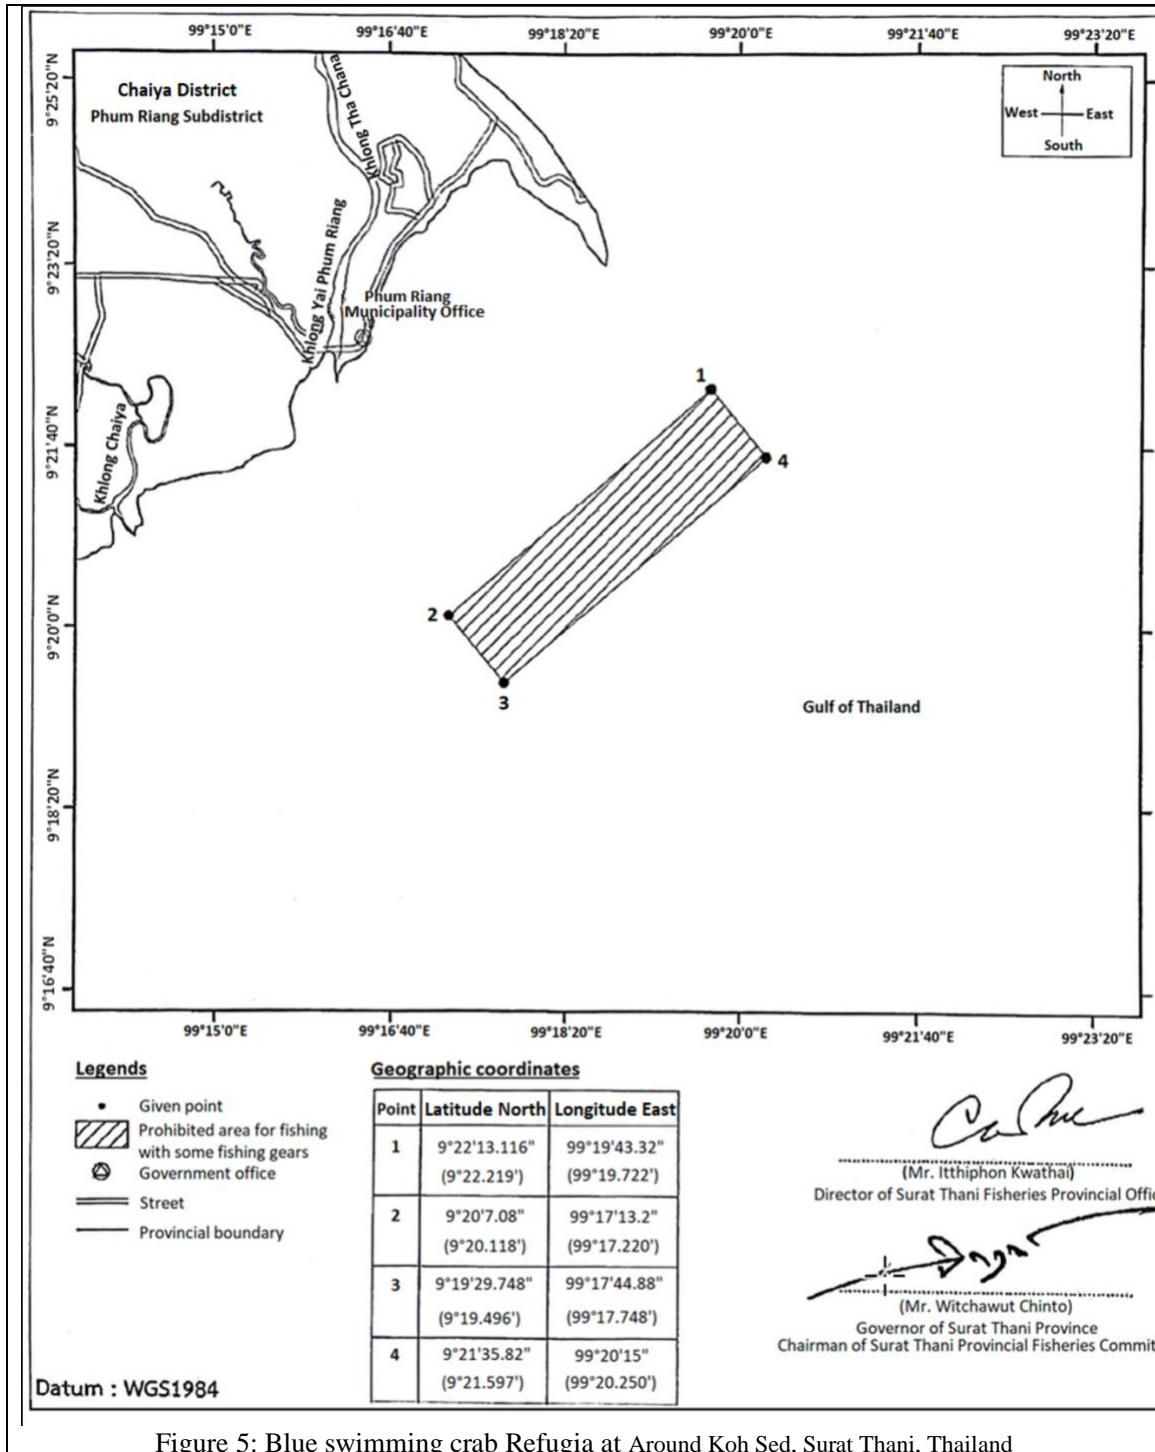 99°15'0"E 99°16'40"E 99°18'20"E 99°20'0"E 99°21'40"E 99°23'20"E
9°25'20"N
9°23'20"N
9°21'40"N
9°20'0"N
9°18'20"N
9°16'40"N
Chaiya District
Phum Riang Subdistrict
Khlong Tha Chana
North
West East
South
Khlong Yai Phum Riang
Phum Riang
Municipality Office
Khlong Chaiya
1
4
2
3
Gulf of Thailand
99°15'0"E 99°16'40"E 99°18'20"E 99°20'0"E 99°21'40"E 99°23'20"E
Legends
Given point
Prohibited area for fishing
with some fishing gears
Government office
Street
Provincial boundary
Datum : WGS1984
Geographic coordinates
Point Latitude North Longitude East
1 9°22'13.116" 99°19'43.32"
(9°22.219') (99°19.722')
2 9°20'7.08" 99°17'13.2"
(9°20.118') (99°17.220')
3 9°19'29.748" 99°17'44.88"
(9°19.496') (99°17.748')
4 9°21'35.82" 99°20'15"
(9°21.597') (99°20.250')
(Mr. Itthiphon Kwathai)
Director of Surat Thani Fisheries Provincial Offic
(Mr. Witchawut Chinto)
Governor of Surat Thani Province
Chairman of Surat Thani Provincial Fisheries Commit
Figure 5: Blue swimming crab Refugia at Around Koh Sed, Surat Thani, Thailand